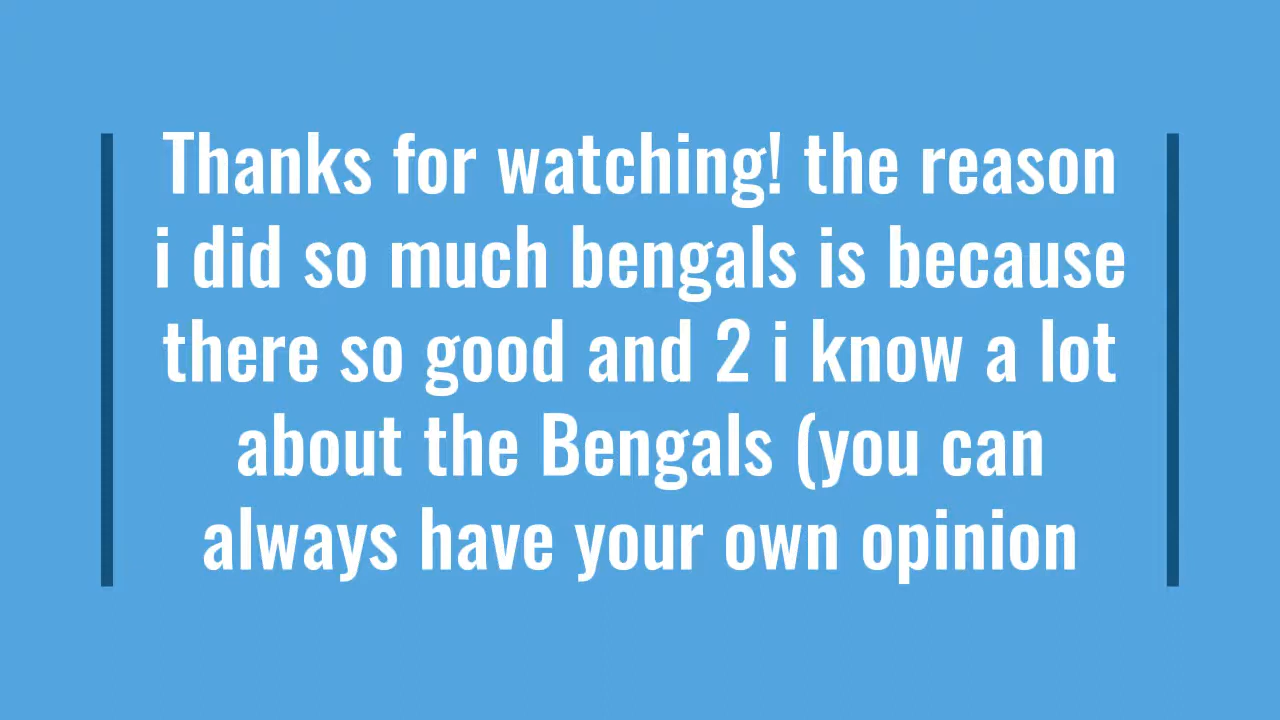 Thanks for watching! the reason
i did so much bengals is because
there so good and 2 i know a lot
about the Bengals (you can
always have your own opinion